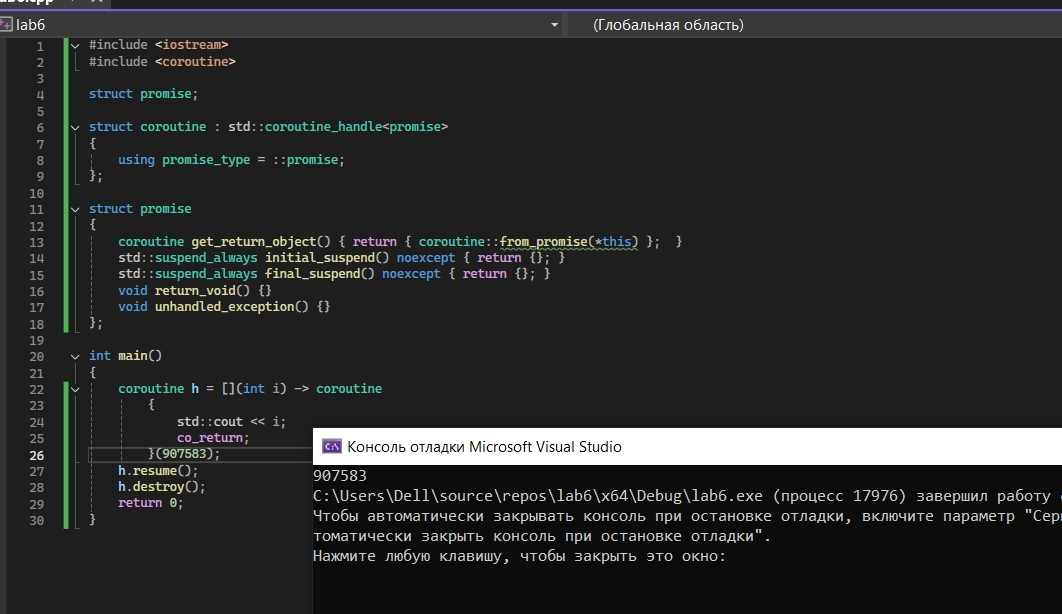 lab6
(Глобальная область)
1 #include <iostream>
2 #include <coroutine>
3
4 struct promise;
5
6 struct coroutine : std::coroutine_handle<promise>
7 {
8 using promise_type = ::promise;
9 };
10
11 struct promise
12 {
13 coroutine get_return_object() { return { coroutine::from_promise(*this) }; }
14 std::suspend_always initial_suspend() noexcept { return {}; }
15 std::suspend_always final_suspend() noexcept { return {}; }
16 void return_void() {}
17 void unhandled_exception() {}
18 };
19
20 int main()
21 {
22 coroutine h = [](int i) -> coroutine
23 {
24 std::cout << i;
25 co_return;
26 }(907583);
27 h.resume();
28 h.destroy();
29 return 0;
30 }
Консоль отладки Microsoft Visual Studio
907583
C:\Users\Dell\source\repos\lab6\x64\Debug\lab6.exe (процесс 17976) завершил работу
Чтобы автоматически закрывать консоль при остановке отладки, включите параметр "Сер
томатически закрыть консоль при остановке отладки".
Нажмите любую клавишу, чтобы закрыть это окно: